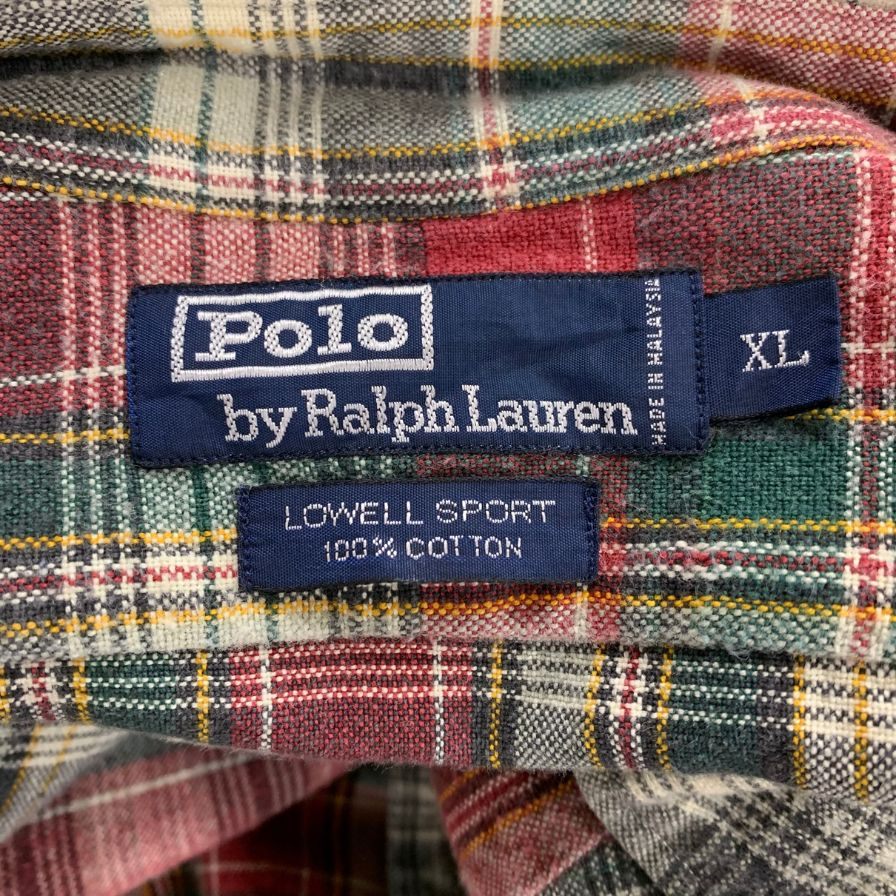 Polo
by Ralph Lauren
MADE IN MALAYSIA
XL
LOWELL SPORT
100% COTTON